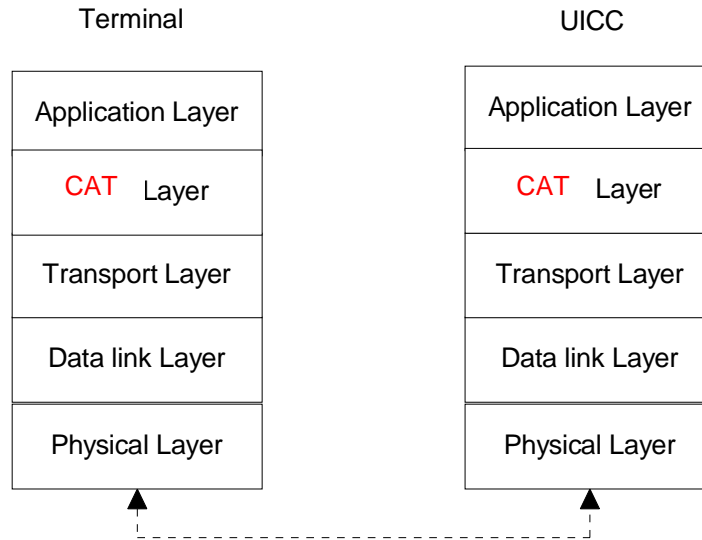 Terminal
UICC
Application Layer
Application Layer
CAT Layer
CAT Layer
Transport Layer
Transport Layer
Data link Layer
Data link Layer
Physical Layer
Physical Layer